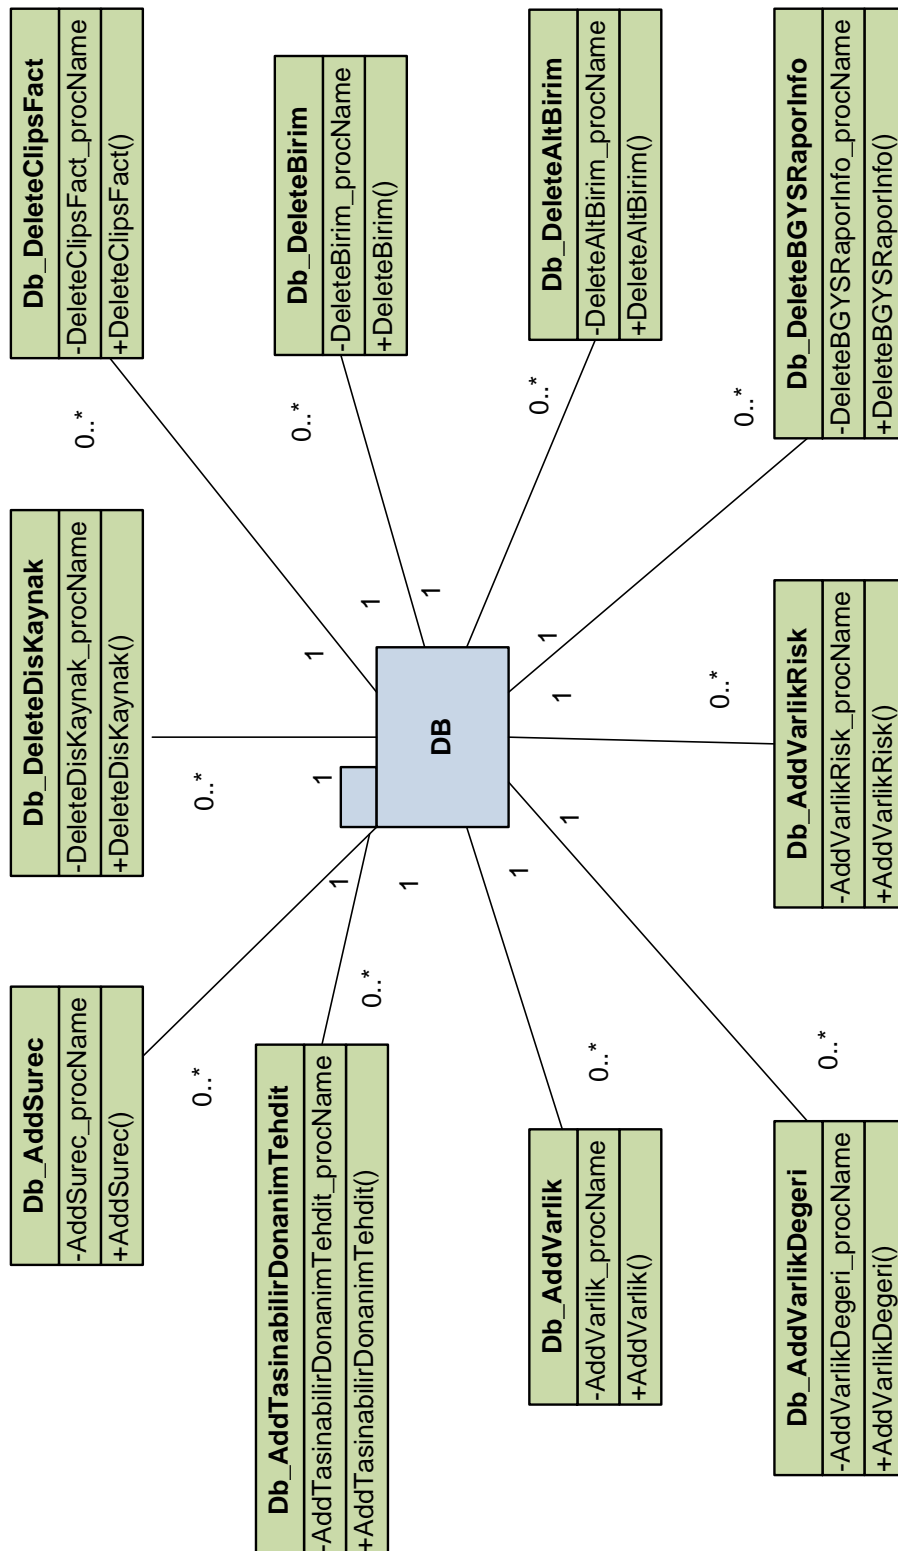 Db_AddSurec
-AddSurec_procName
+AddSurec()
0..*
1
Db_DeleteDisKaynak
-DeleteDisKaynak_procName
+DeleteDisKaynak()
0..*
1
Db_DeleteClipsFact
-DeleteClipsFact_procName
+DeleteClipsFact()
0..*
1
Db_AddTasinabilirDonanimTehdit
-AddTasinabilirDonanimTehdit_procName
+AddTasinabilirDonanimTehdit()
0..*
1
Db_DeleteBirim
-DeleteBirim_procName
+DeleteBirim()
0..*
1
DB
Db_AddVarlik
-AddVarlik_procName
+AddVarlik()
0..*
1
Db_DeleteAltBirim
-DeleteAltBirim_procName
+DeleteAltBirim()
0..*
1
Db_AddVarlikDegeri
-AddVarlikDegeri_procName
+AddVarlikDegeri()
0..*
1
Db_AddVarlikRisk
-AddVarlikRisk_procName
+AddVarlikRisk()
0..*
1
Db_DeleteBGYSRaporInfo
-DeleteBGYSRaporInfo_procName
+DeleteBGYSRaporInfo()
0..*
1